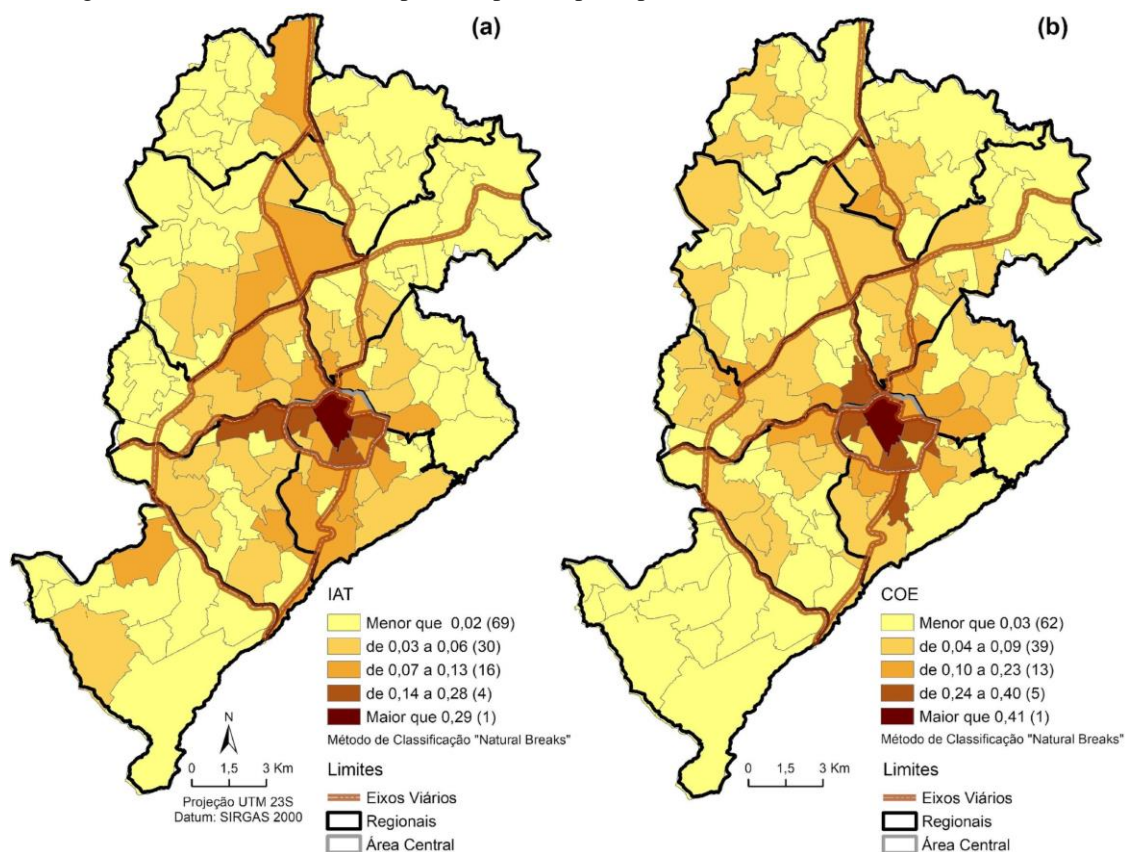 (a)
IAT
Menor que 0,02 (69)
de 0,03 a 0,06 (30)
de 0,07 a 0,13 (16)
de 0,14 a 0,28 (4)
Maior que 0,29 (1)
Método de Classificação "Natural Breaks"
Limites
Eixos Viários
Regionais
Área Central
N
0 1,5 3 Km
Projeção UTM 23S
Datum: SIRGAS 2000
(b)
COE
Menor que 0,03 (62)
de 0,04 a 0,09 (39)
de 0,10 a 0,23 (13)
de 0,24 a 0,40 (5)
Maior que 0,41 (1)
Método de Classificação "Natural Breaks"
Limites
Eixos Viários
Regionais
Área Central
0 1,5 3 Km